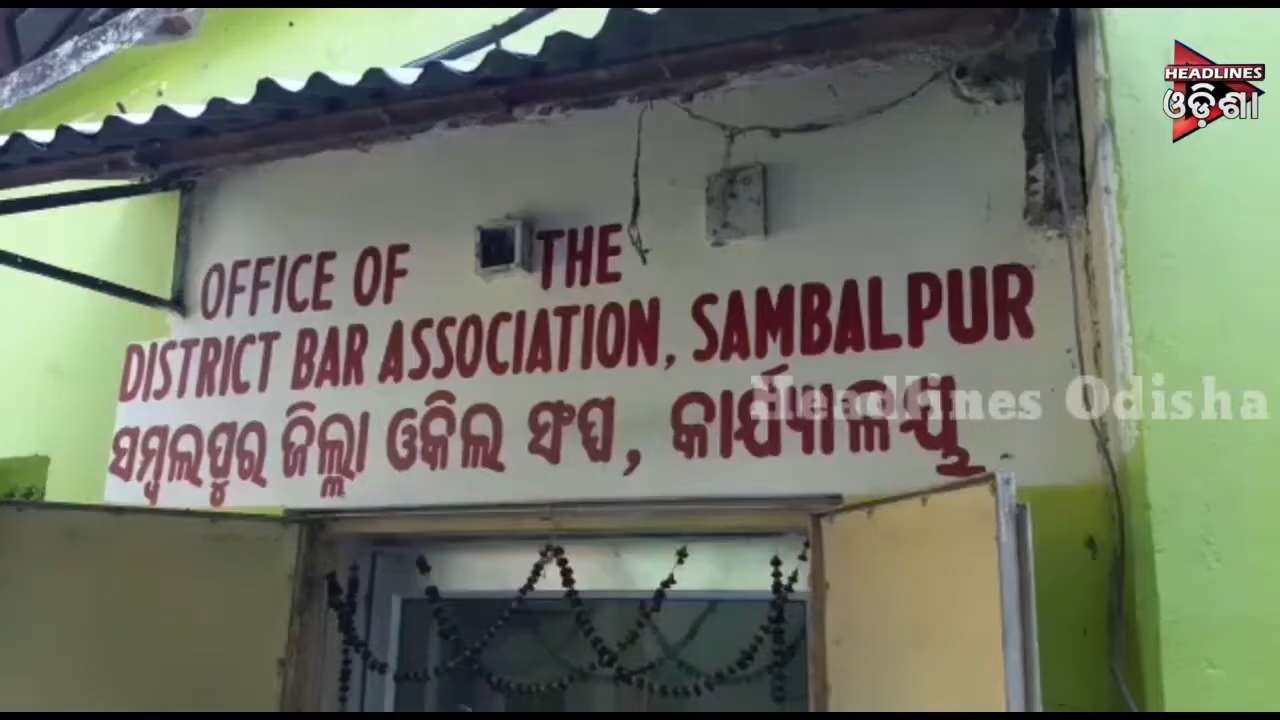 HEADLINES
ଓଡ଼ିଶା
OFFICE OF THE
DISTRICT BAR ASSOCIATION, SAMBALPUR
Headlines Odisha
ସମ୍ବଲପୁର ଜିଲ୍ଲା ଓକିଲ ସଂଘ, କାର୍ଯ୍ୟାଳୟ